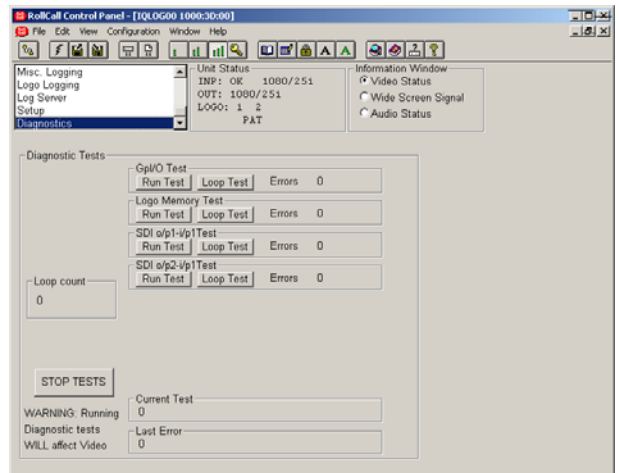 RollCall Control Panel - [IQLOG00 1000:3D:00]
File Edit View Configuration Window Help
Misc. Logging
Logo Logging
Log Server
Setup
Diagnostics
Unit Status
INP: OK 1080/25i
OUT: 1080/25i
LOGO: 1 2
PAT
Information Window
Video Status
Wide Screen Signal
Audio Status
Diagnostic Tests
GpI/O Test
Run Test Loop Test Errors 0
Logo Memory Test
Run Test Loop Test Errors 0
SDI o/p1-i/p1Test
Run Test Loop Test Errors 0
SDI o/p2-i/p1Test
Run Test Loop Test Errors 0
Loop count
0
STOP TESTS
WARNING: Running
Diagnostic tests
WILL affect Video
Current Test
0
Last Error
0